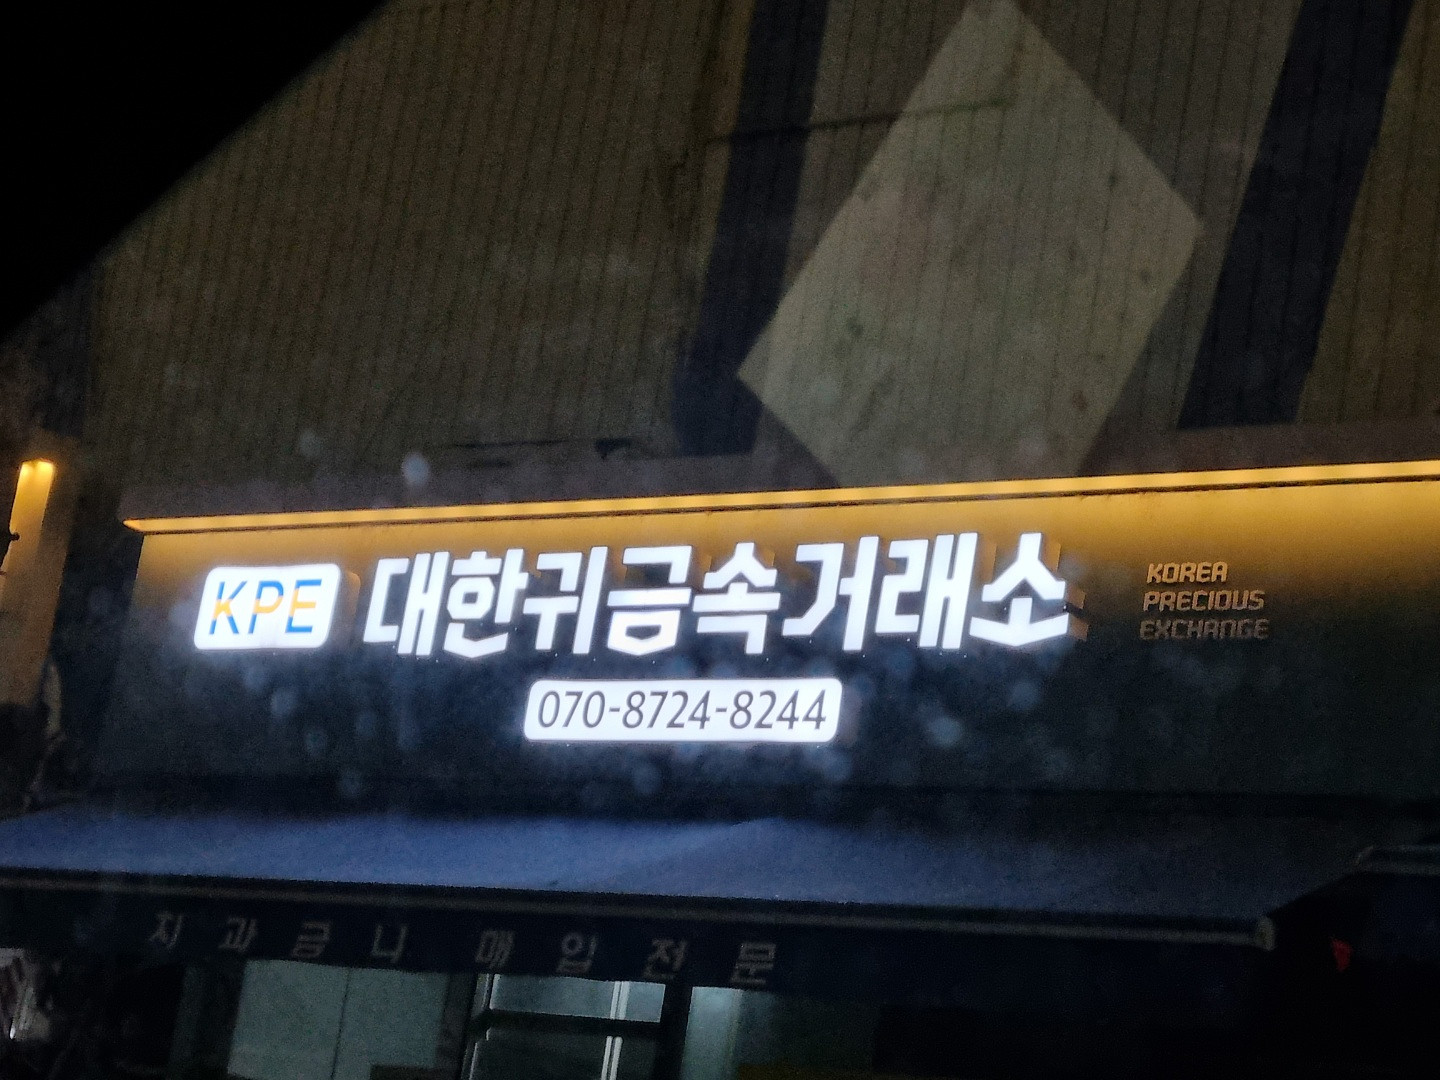 KPE 대한귀금속거래소
070-8724-8244
KOREA
PRECIOUS
EXCHANGE
치과금니 매입전문